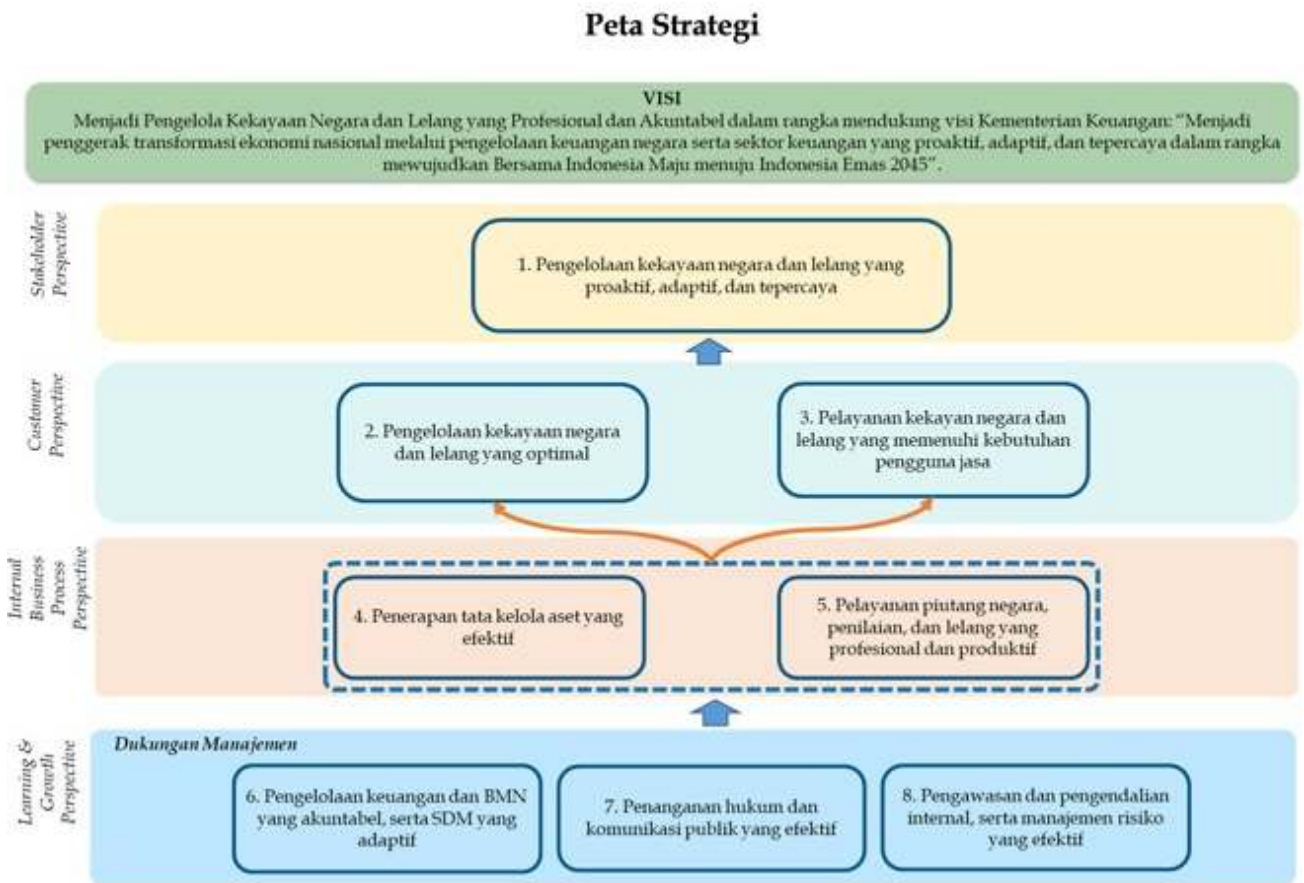 Peta Strategi
VISI
Menjadi Pengelola Kekayaan Negara dan Lelang yang Profesional dan Akuntabel dalam rangka mendukung visi Kementerian Keuangan: “Menjadi
penggerak transformasi ekonomi nasional melalui pengelolaan keuangan negara serta sektor keuangan yang proaktif, adaptif, dan tepercaya dalam rangka
mewujudkan Bersama Indonesia Maju menuju Indonesia Emas 2045”.
Stakeholder
Perspective
1. Pengelolaan kekayaan negara dan lelang yang
proaktif, adaptif, dan tepercaya
Customer
Perspective
2. Pengelolaan kekayaan negara
dan lelang yang optimal
3. Pelayanan kekayan negara dan
lelang yang memenuhi kebutuhan
pengguna jasa
Internal
Business
Process
Perspective
4. Penerapan tata kelola aset yang
efektif
5. Pelayanan piutang negara,
penilaian, dan lelang yang
profesional dan produktif
Learning &
Growth
Perspective
Dukungan Manajemen
6. Pengelolaan keuangan dan BMN
yang akuntabel, serta SDM yang
adaptif
7. Penanganan hukum dan
komunikasi publik yang efektif
8. Pengawasan dan pengendalian
internal, serta manajemen risiko
yang efektif